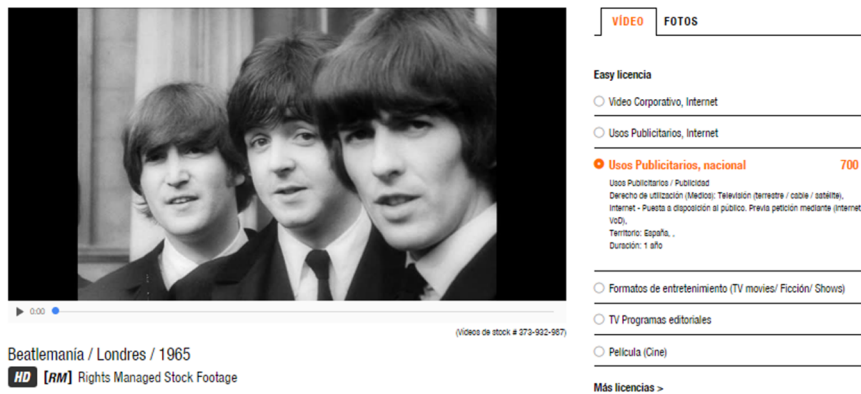 VÍDEO FOTOS
Easy licencia
Video Corporativo, Internet
Usos Publicitarios, Internet
Usos Publicitarios, nacional 700
Usos Publicitarios / Publicidad
Derecho de utilización (Medios): Televisión (terrestre / cable / satélite),
Internet - Puesta a disposición al público. Previa petición mediante (Internet
VoD),
Territorio: España, ,
Duración: 1 año
Formatos de entretenimiento (TV movies/ Ficción/ Shows)
TV Programas editoriales
Película (Cine)
Más licencias >
0:00
(Vídeos de stock # 373-932-987)
Beatlemanía / Londres / 1965
HD [RM] Rights Managed Stock Footage